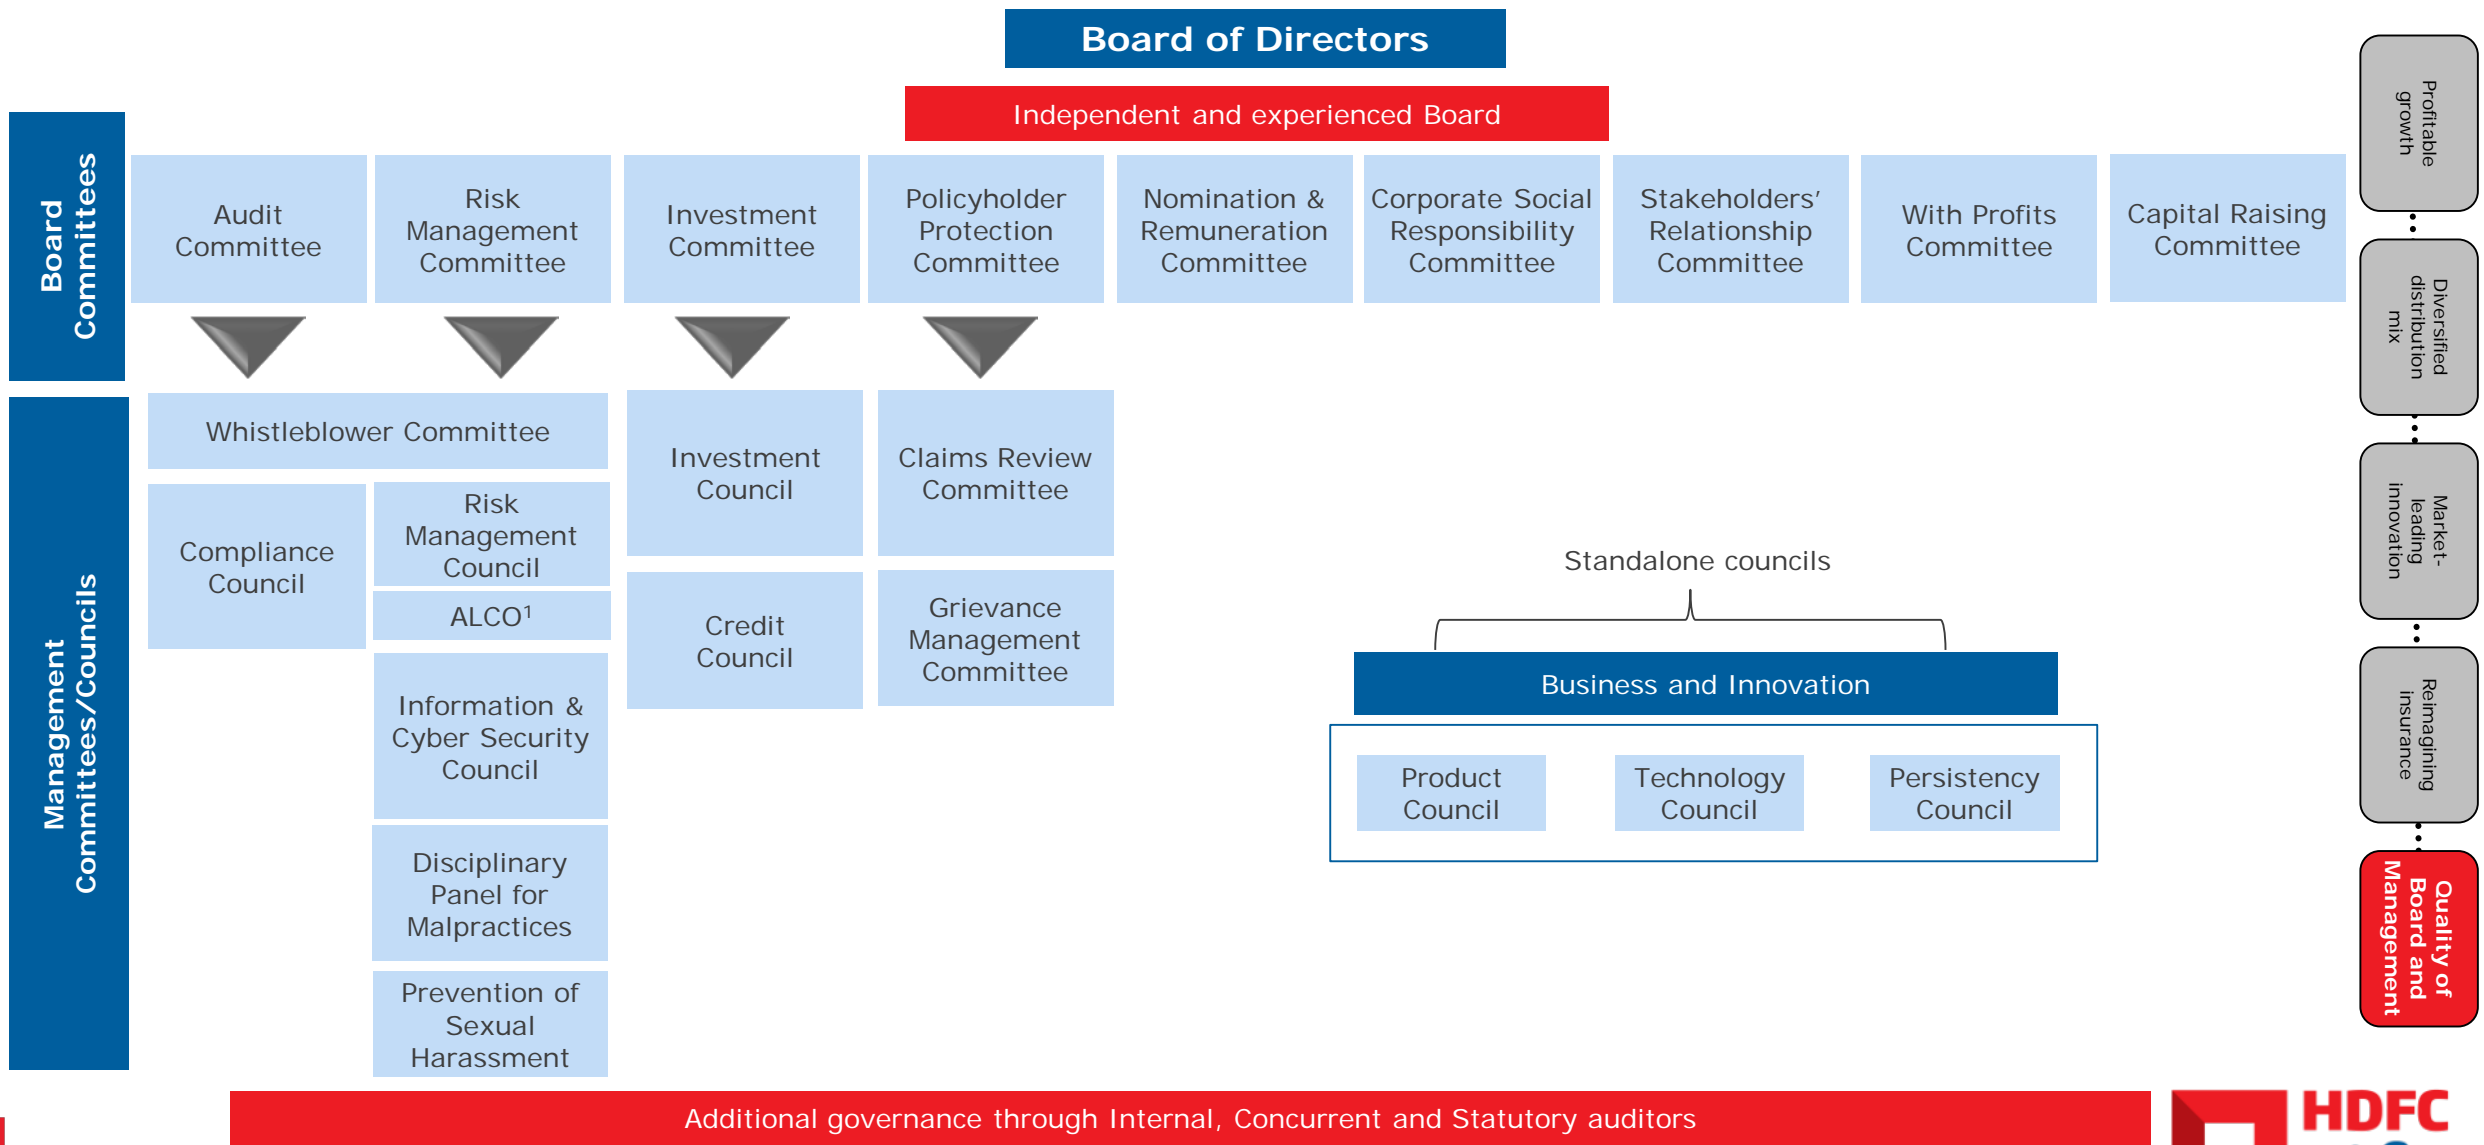 Board of Directors
Independent and experienced Board
Board
Committees
Audit
Committee
Risk
Management
Committee
Investment
Committee
Policyholder
Protection
Committee
Nomination &
Remuneration
Committee
Corporate Social
Responsibility
Committee
Stakeholders’
Relationship
Committee
With Profits
Committee
Capital Raising
Committee
Management
Committees/Councils
Whistleblower Committee
Compliance
Council
Risk
Management
Council
ALCO¹
Information &
Cyber Security
Council
Disciplinary
Panel for
Malpractices
Prevention of
Sexual
Harassment
Investment
Council
Credit
Council
Claims Review
Committee
Grievance
Management
Committee
Standalone councils
Business and Innovation
Product
Council
Technology
Council
Persistency
Council
Profitable
growth
Diversified
distribution
mix
Market-
leading
innovation
Reimagining
insurance
Quality of
Board and
Management
Additional governance through Internal, Concurrent and Statutory auditors
HDFC